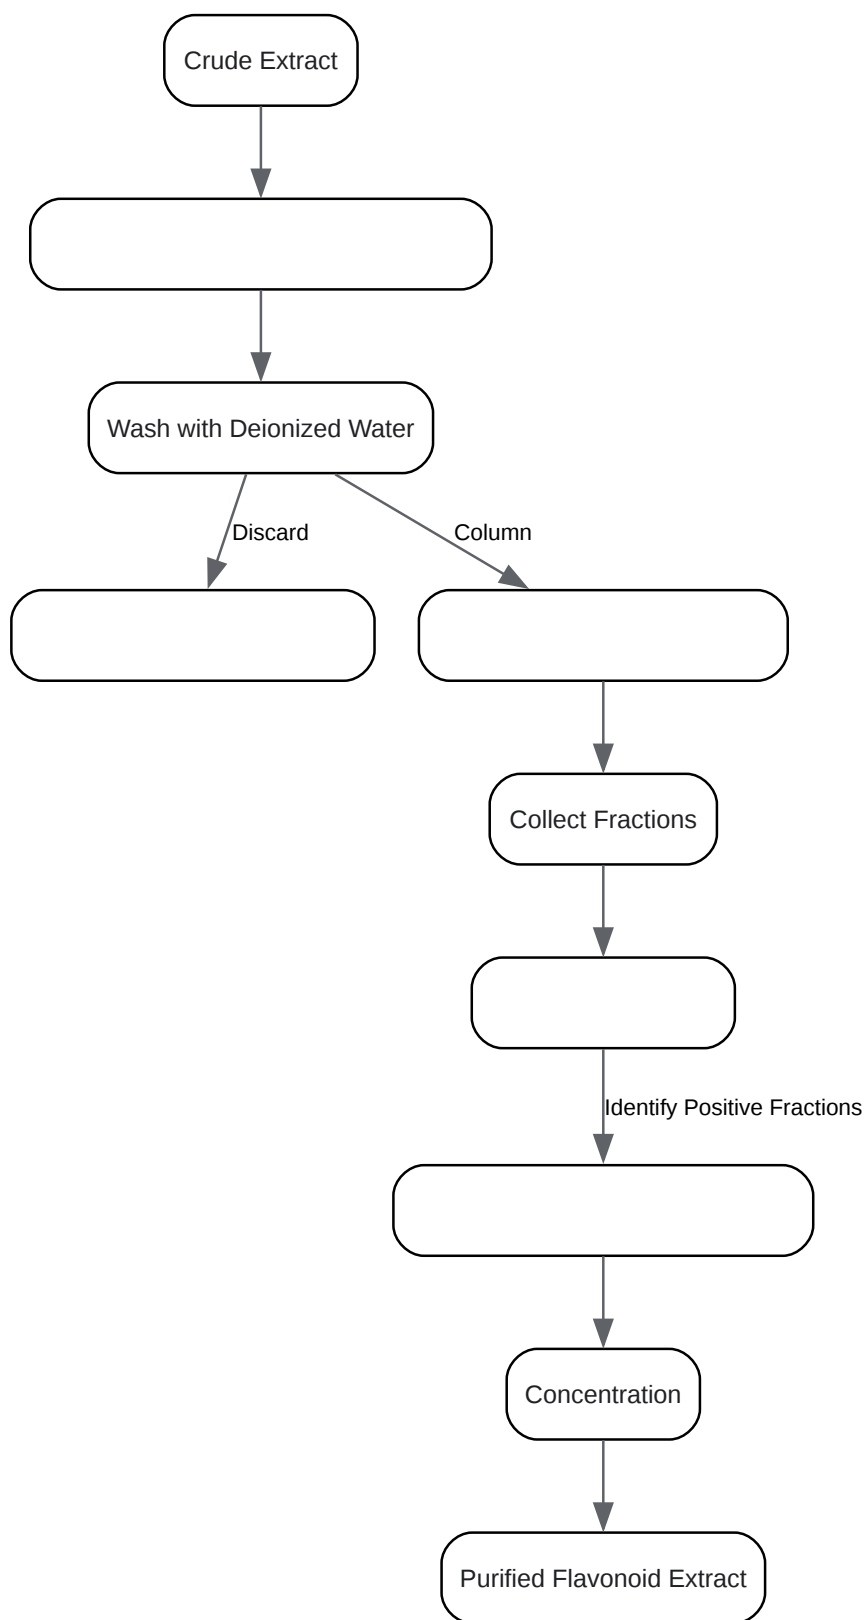 Crude Extract
Wash with Deionized Water
Discard
Column
Collect Fractions
Identify Positive Fractions
Concentration
Purified Flavonoid Extract